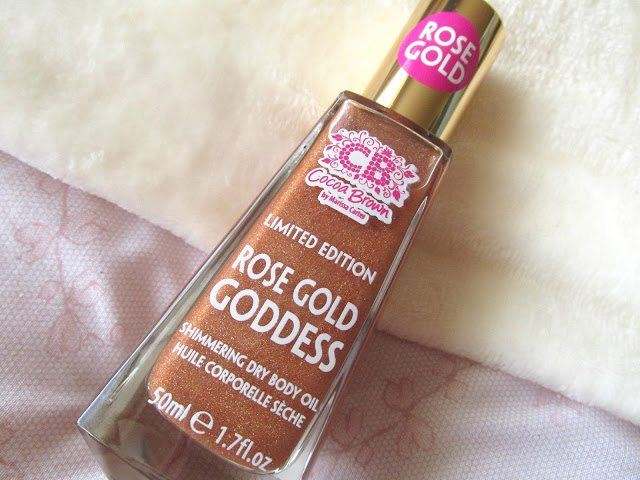 ROSE
GOLD
CB
Cocoa Brown
by Marissa Carter
LIMITED EDITION
ROSE GOLD
GODDESS
SHIMMERING DRY BODY OIL
HUILE CORPORELLE SÈCHE
50ml e 1.7fl.oz